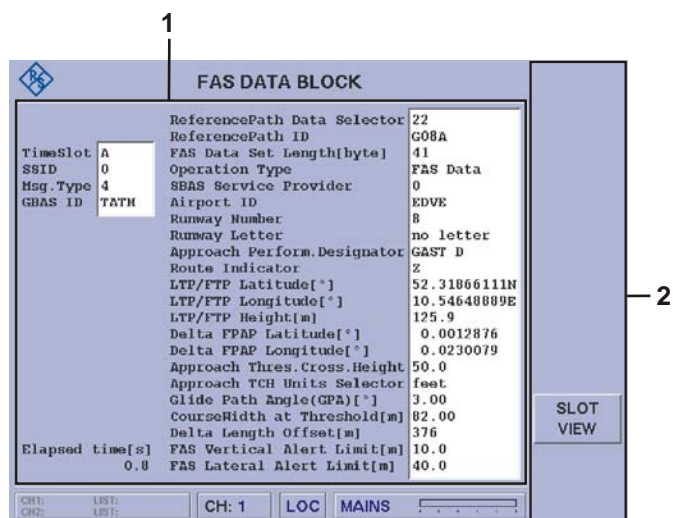 1
R&S
FAS DATA BLOCK
ReferencePath Data Selector 22
ReferencePath ID G08A
TimeSlot A FAS Data Set Length[byte] 41
SSID 0 Operation Type FAS Data
Msg.Type 4 SBAS Service Provider 0
GBAS ID TATM Airport ID EDVE
Runway Number 8
Runway Letter no letter
Approach Perform.Designator GAST D
Route Indicator Z
LTP/FTP Latitude[°] 52.31866111N
LTP/FTP Longitude[°] 10.54648889E
LTP/FTP Height[m] 125.9
Delta FPAP Latitude[°] 0.0012876
Delta FPAP Longitude[°] 0.0230079
Approach Thres.Cross.Height 50.0
Approach TCH Units Selector feet
Glide Path Angle(GPA)[°] 3.00
CourseWidth at Threshold[m] 82.00
Delta Length Offset[m] 376
Elapsed time[s] FAS Vertical Alert Limit[m] 10.0
0.8 FAS Lateral Alert Limit[m] 40.0
2
SLOT
VIEW
CH1: LIST:
CH2: LIST:
CH: 1 LOC MAINS